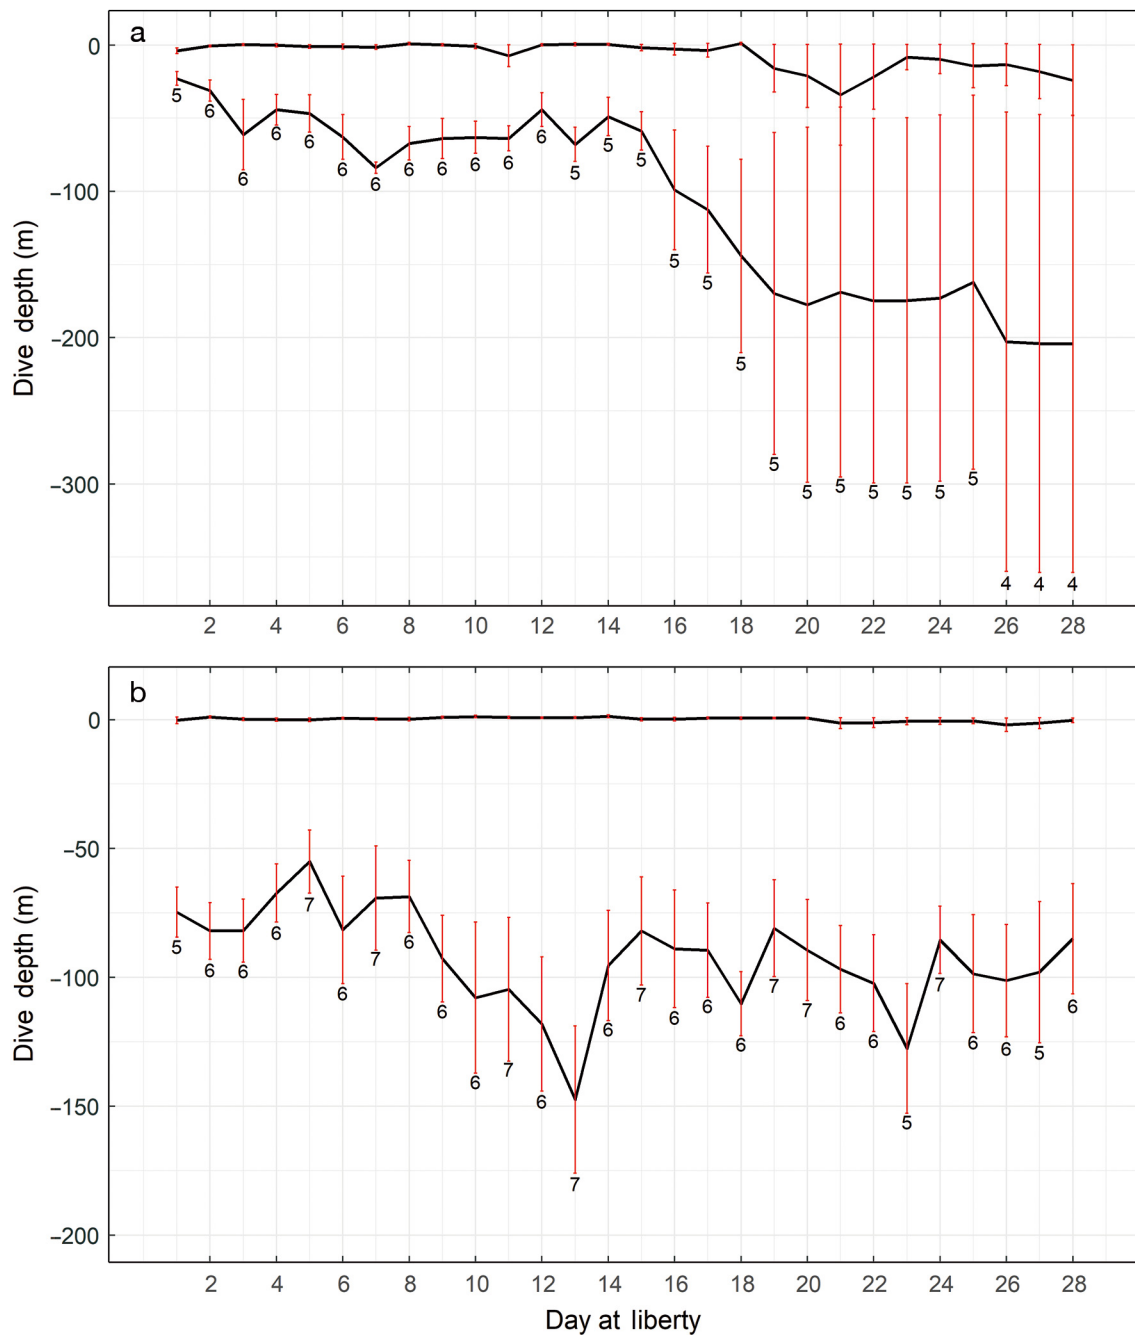 a
0
−100
−200
−300
Dive depth (m)
5 6 6 6 6 6 6 6 6 6 6 6 5 6 5 5 5 5 5 5 5 5 5 5 5 4 4 4
2 4 6 8 10 12 14 16 18 20 22 24 26 28
b
0
−50
−100
−150
−200
Dive depth (m)
5 6 6 6 7 6 7 6 6 6 7 6 7 6 7 6 6 6 7 7 6 6 5 7 6 6 5 6
2 4 6 8 10 12 14 16 18 20 22 24 26 28
Day at liberty